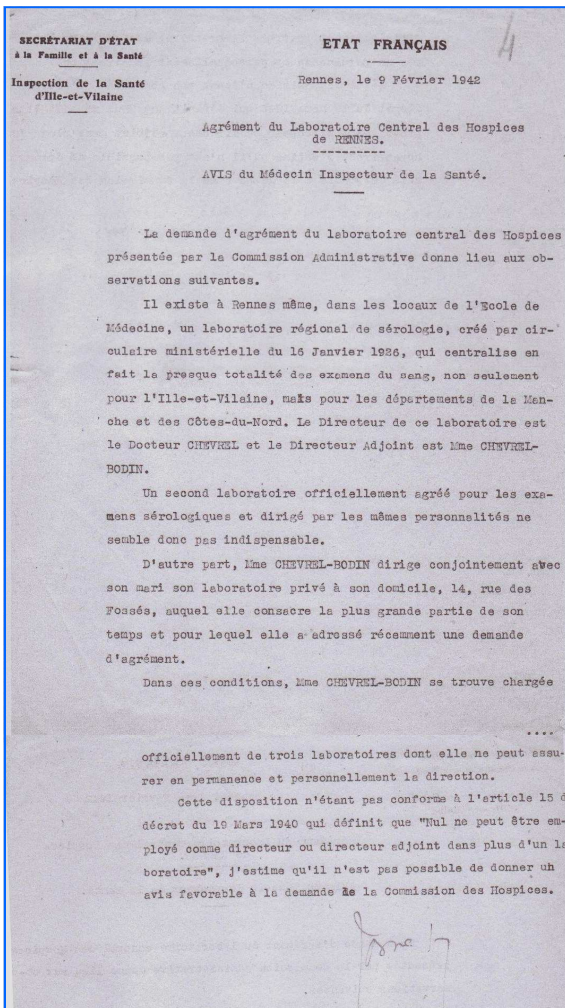 SECRÉTARIAT D'ÉTAT
à la Famille et à la Santé
Inspection de la Santé
d'Ille-et-Vilaine
ETAT FRANÇAIS
4
Rennes, le 9 Février 1942
Agrément du Laboratoire Central des Hospices
de RENNES.
----------
AVIS du Médecin Inspecteur de la Santé.
La demande d'agrément du laboratoire central des Hospices
présentée par la Commission Administrative donne lieu aux ob-
servations suivantes.
Il existe à Rennes même, dans les locaux de l'Ecole de
Médecine, un laboratoire régional de sérologie, créé par cir-
culaire ministérielle du 16 Janvier 1926, qui centralise en
fait la presque totalité des examens du sang, non seulement
pour l'Ille-et-Vilaine, mais pour les départements de la Man-
che et des Côtes-du-Nord. Le Directeur de ce laboratoire est
le Docteur CHEVREL et le Directeur Adjoint est Mme CHEVREL-
BODIN.
Un second laboratoire officiellement agréé pour les exa-
mens sérologiques et dirigé par les mêmes personnalités ne
semble donc pas indispensable.
D'autre part, Mme CHEVREL-BODIN dirige conjointement avec
son mari son laboratoire privé à son domicile, 14, rue des
Fossés, auquel elle consacre la plus grande partie de son
temps et pour lequel elle a adressé récemment une demande
d'agrément.
Dans ces conditions, Mme CHEVREL-BODIN se trouve chargée
....
officiellement de trois laboratoires dont elle ne peut assu-
rer en permanence et personnellement la direction.
Cette disposition n'étant pas conforme à l'article 15 d
décret du 19 Mars 1940 qui définit que "Nul ne peut être em-
ployé comme directeur ou directeur adjoint dans plus d'un la
boratoire", j'estime qu'il n'est pas possible de donner uh
avis favorable à la demande de la Commission des Hospices.